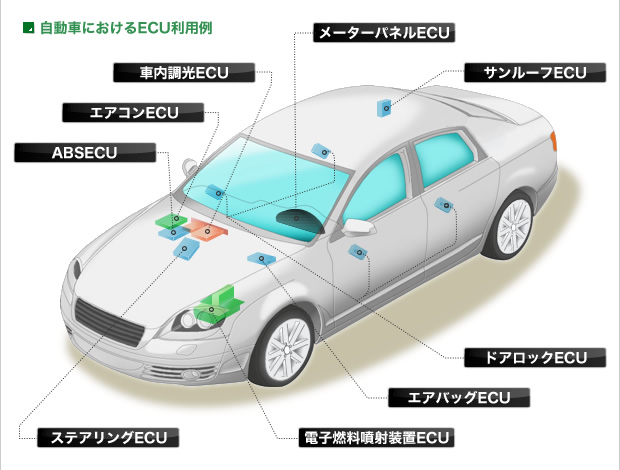 自動車におけるECU利用例
メーターパネルECU
車内調光ECU
サンルーフECU
エアコンECU
ABSECU
ドアロックECU
エアバッグECU
ステアリングECU
電子燃料噴射装置ECU